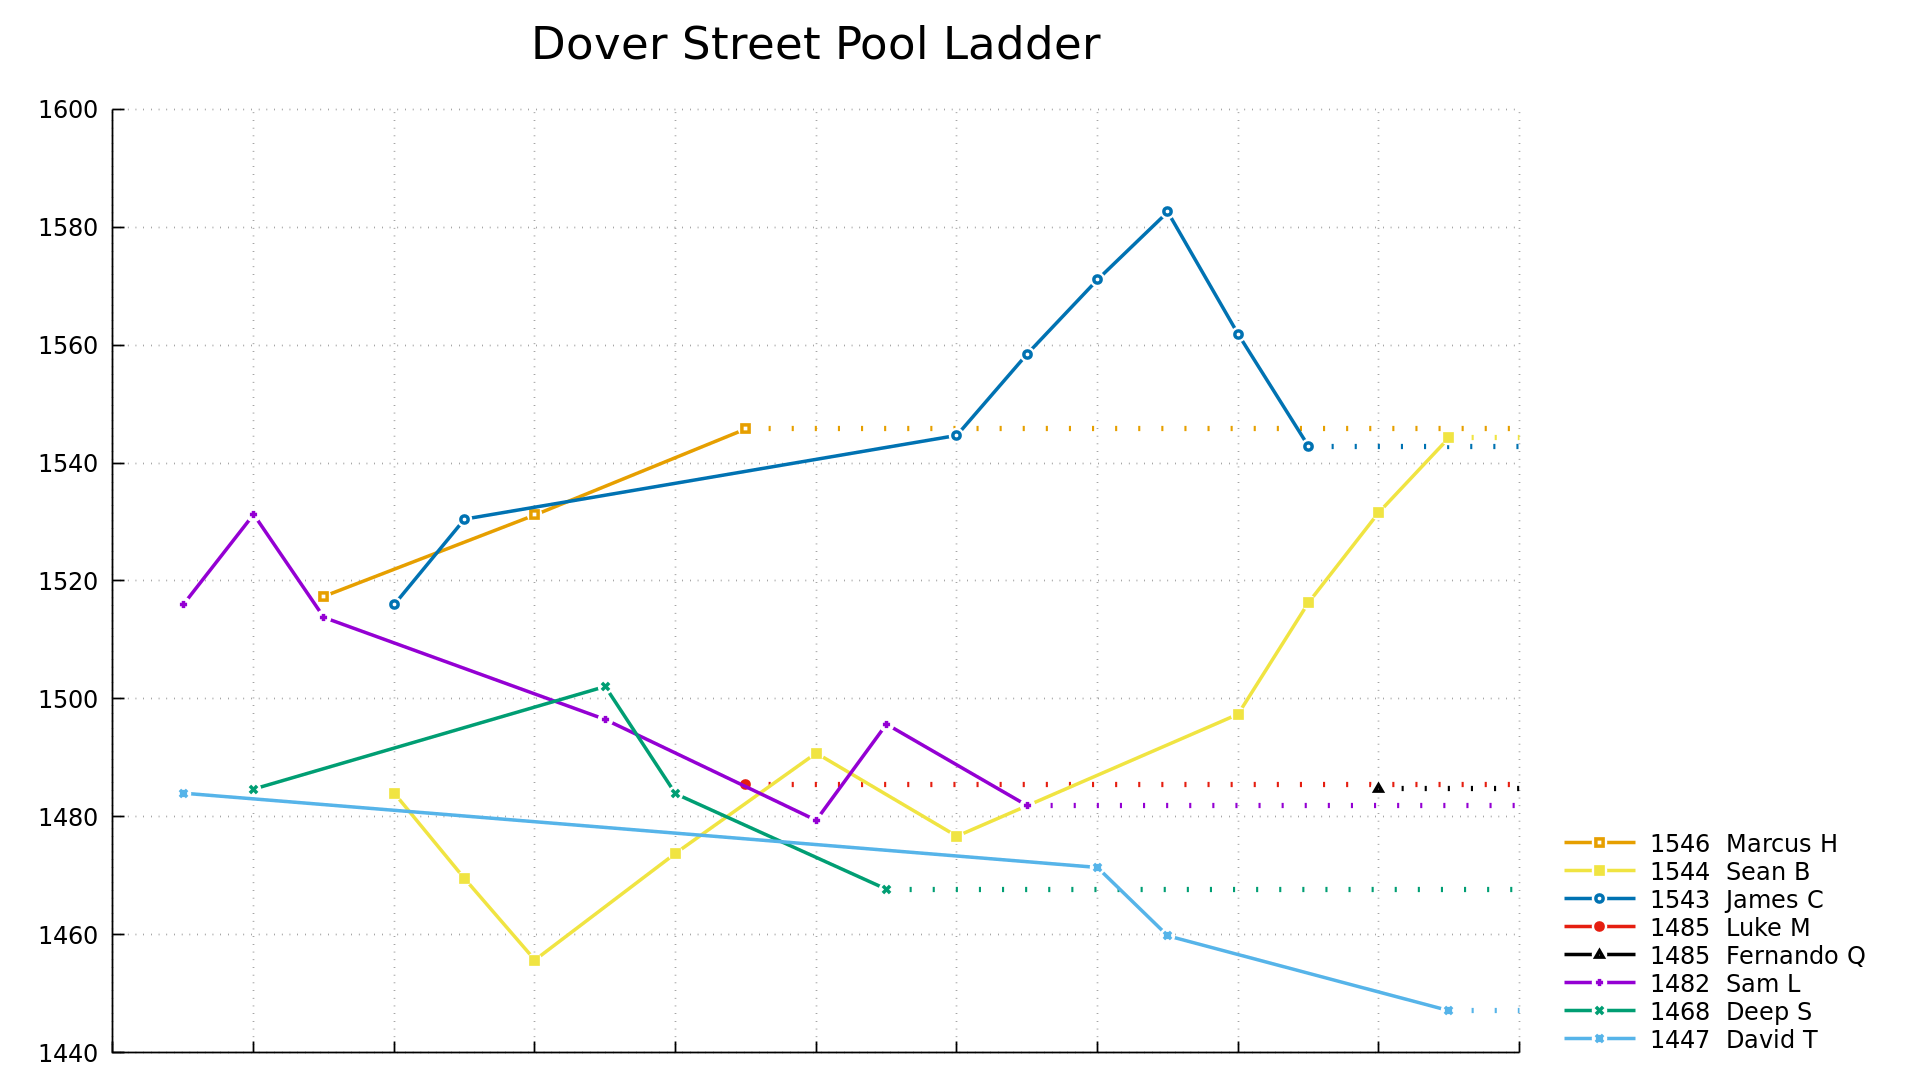 Dover Street Pool Ladder
1600
1580
1560
1540
1520
1500
1480
1460
1440
1546 Marcus H
1544 Sean B
1543 James C
1485 Luke M
1485 Fernando Q
1482 Sam L
1468 Deep S
1447 David T